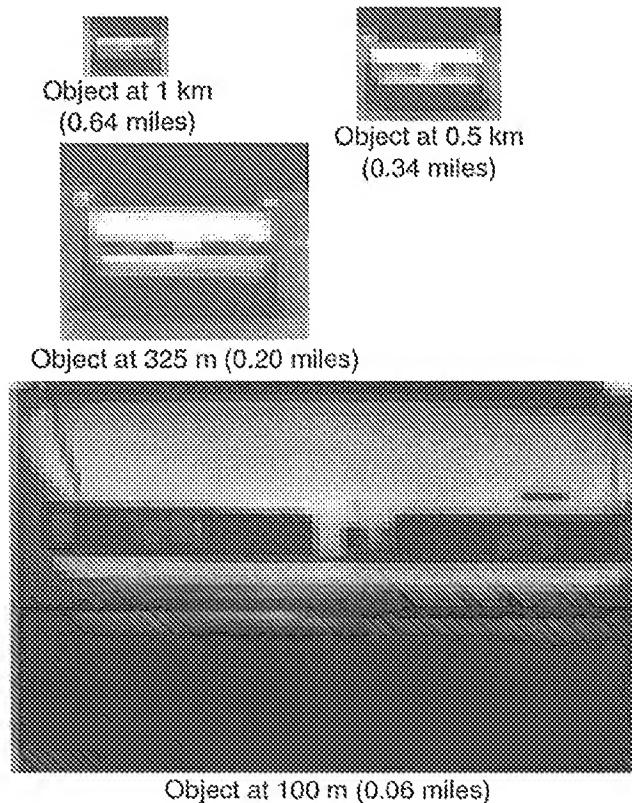 Object at 1 km
(0.64 miles)
Object at 0.5 km
(0.34 miles)
Object at 325 m (0.20 miles)
Object at 100 m (0.06 miles)